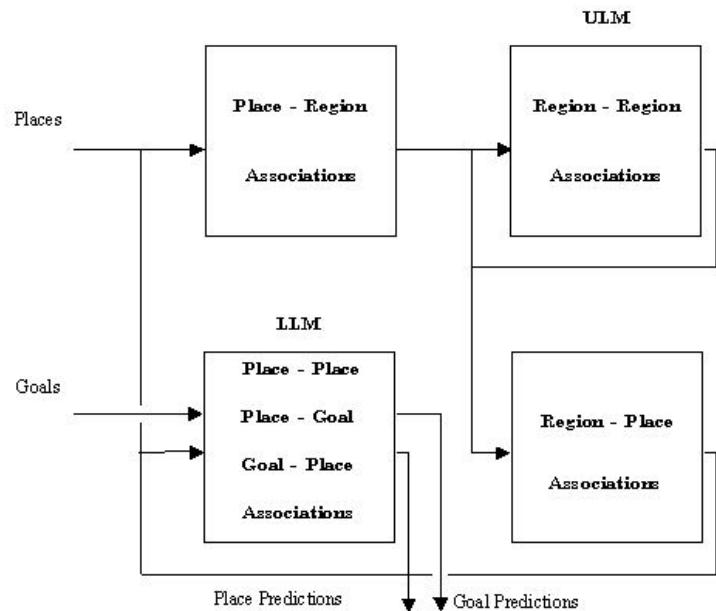 ULM
Place - Region
Associations
Region - Region
Associations
Places
LLM
Place - Place
Place - Goal
Goal - Place
Associations
Goals
Region - Place
Associations
Place Predictions
Goal Predictions